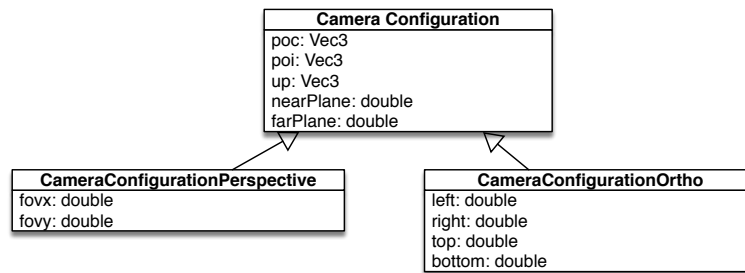 Camera Configuration
poc: Vec3
poi: Vec3
up: Vec3
nearPlane: double
farPlane: double
CameraConfigurationPerspective
fovx: double
fovy: double
CameraConfigurationOrtho
left: double
right: double
top: double
bottom: double